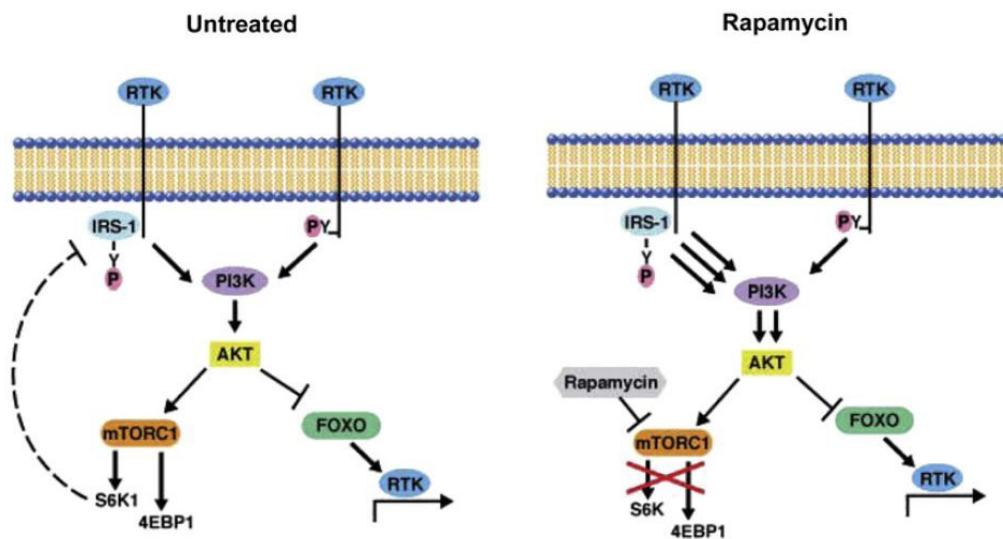 Untreated
RTK
RTK
IRS-1
Y
P
PY
PI3K
AKT
mTORC1
FOXO
S6K1
4EBP1
RTK
Rapamycin
RTK
RTK
IRS-1
Y
P
PY
PI3K
AKT
Rapamycin
mTORC1
FOXO
S6K
4EBP1
RTK